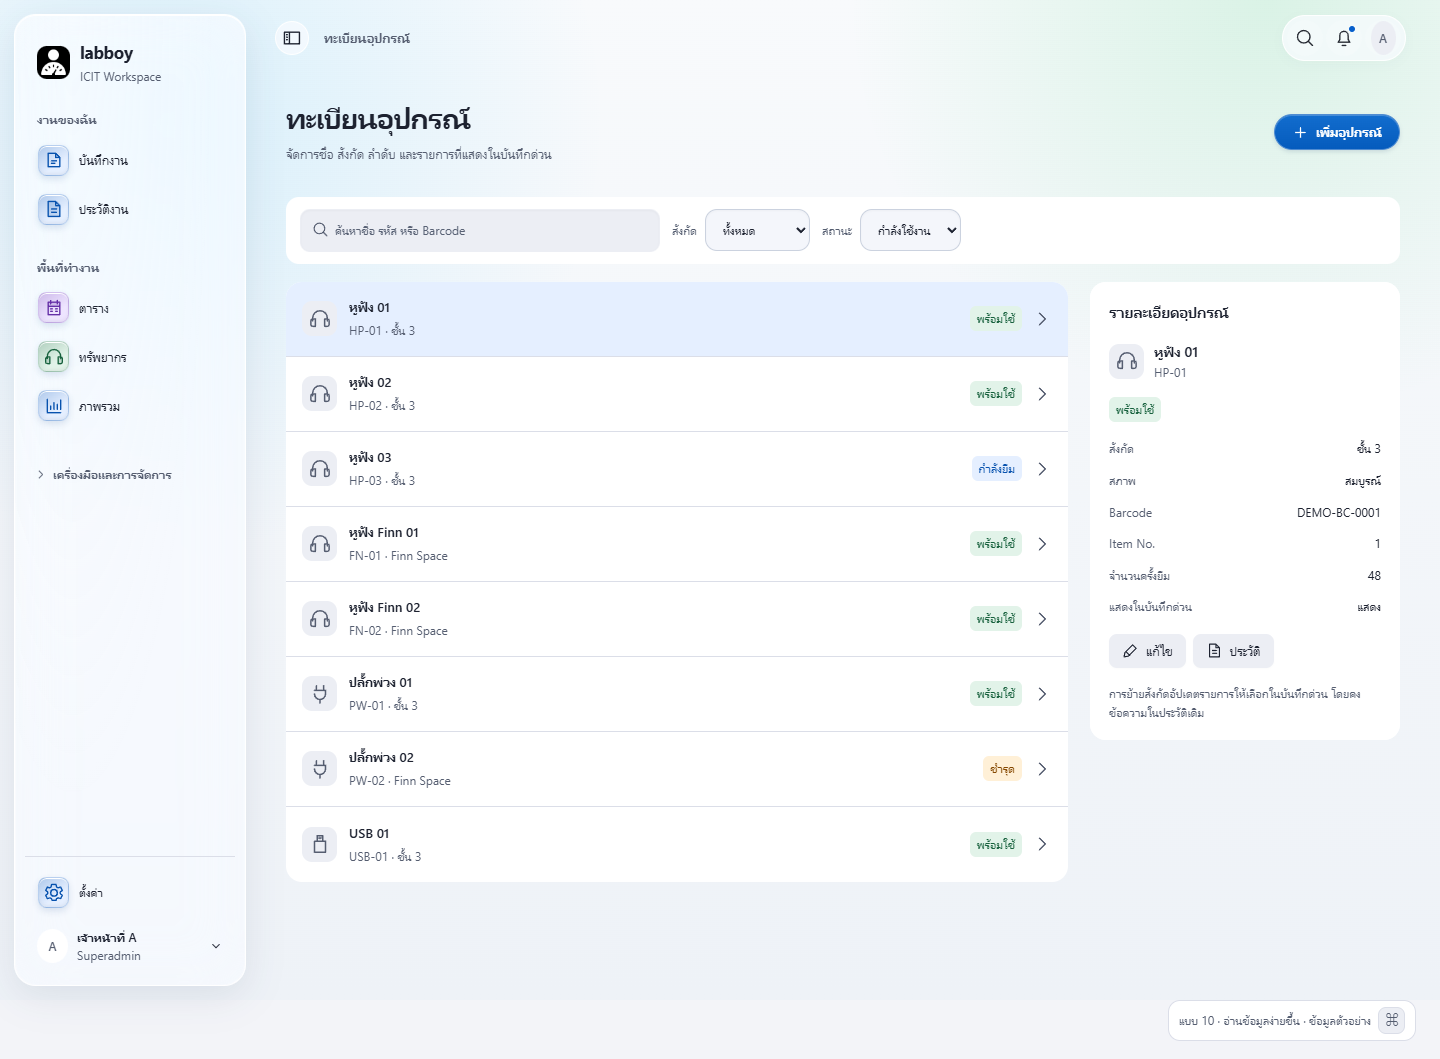 labboy
ICIT Workspace
งานของฉัน
บันทึกงาน
ประวัติงาน
พื้นที่ทำงาน
ตาราง
ทรัพยากร
ภาพรวม
เครื่องมือและการจัดการ
ตั้งค่า
A
เจ้าหน้าที่ A
Superadmin
ทะเบียนอุปกรณ์
A
ทะเบียนอุปกรณ์
จัดการชื่อ สังกัด ลำดับ และรายการที่แสดงในบันทึกด่วน
เพิ่มอุปกรณ์
ค้นหาชื่อ รหัส หรือ Barcode
สังกัด
ทั้งหมด
สถานะ
กำลังใช้งาน
หูฟัง 01
HP-01 · ชั้น 3
พร้อมใช้
หูฟัง 02
HP-02 · ชั้น 3
พร้อมใช้
หูฟัง 03
HP-03 · ชั้น 3
กำลังยืม
หูฟัง Finn 01
FN-01 · Finn Space
พร้อมใช้
หูฟัง Finn 02
FN-02 · Finn Space
พร้อมใช้
ปลั๊กพ่วง 01
PW-01 · ชั้น 3
พร้อมใช้
ปลั๊กพ่วง 02
PW-02 · Finn Space
ชำรุด
USB 01
USB-01 · ชั้น 3
พร้อมใช้
รายละเอียดอุปกรณ์
หูฟัง 01
HP-01
พร้อมใช้
สังกัด ชั้น 3
สภาพ สมบูรณ์
Barcode DEMO-BC-0001
Item No. 1
จำนวนครั้งยืม 48
แสดงในบันทึกด่วน แสดง
แก้ไข
ประวัติ
การย้ายสังกัดอัปเดตรายการให้เลือกในบันทึกด่วน โดยคง
ข้อความในประวัติเดิม
แบบ 10 · อ่านข้อมูลง่ายขึ้น · ข้อมูลตัวอย่าง ⌘